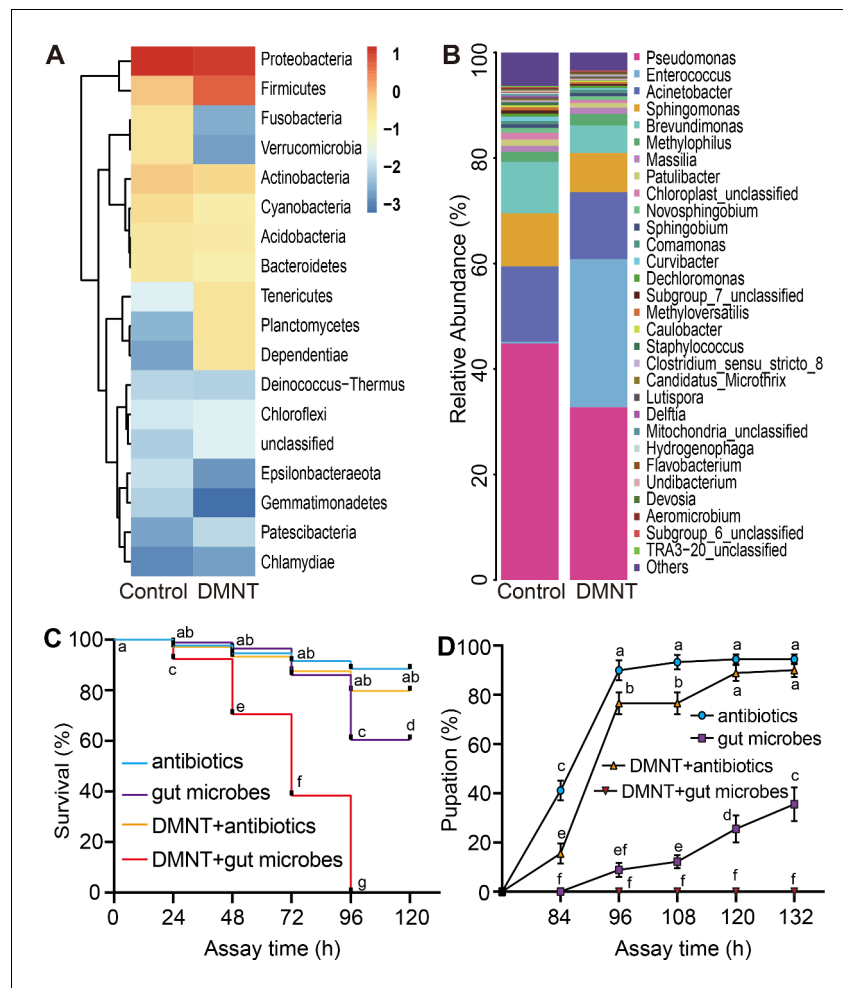 A
Proteobacteria
Firmicutes
Fusobacteria
Verrucomicrobia
Actinobacteria
Cyanobacteria
Acidobacteria
Bacteroidetes
Tenericutes
Planctomycetes
Dependentiae
Deinococcus−Thermus
Chloroflexi
unclassified
Epsilonbacteraeota
Gemmatimonadetes
Patescibacteria
Chlamydiae
1
0
−1
−2
−3
Control DMNT
B
Relative Abundance (%)
100
80
60
40
20
0
Control DMNT
Pseudomonas
Enterococcus
Acinetobacter
Sphingomonas
Brevundimonas
Methylophilus
Massilia
Patulibacter
Chloroplast_unclassified
Novosphingobium
Sphingobium
Comamonas
Curvibacter
Dechloromonas
Subgroup_7_unclassified
Methyloversatilis
Caulobacter
Staphylococcus
Clostridium_sensu_stricto_8
Candidatus_Microthrix
Lutispora
Delftia
Mitochondria_unclassified
Hydrogenophaga
Flavobacterium
Undibacterium
Devosia
Aeromicrobium
Subgroup_6_unclassified
TRA3−20_unclassified
Others
C
Survival (%)
100
80
60
40
20
0
a
ab
ab
ab
ab
ab
c
e
c
d
f
g
antibiotics
gut microbes
DMNT+antibiotics
DMNT+gut microbes
0 24 48 72 96 120
Assay time (h)
D
Pupation (%)
100
80
60
40
20
0
a
a
a
a
b
b
a
a
c
e
ef
e
d
c
f
f
f
f
f
antibiotics
gut microbes
DMNT+antibiotics
DMNT+gut microbes
84 96 108 120 132
Assay time (h)